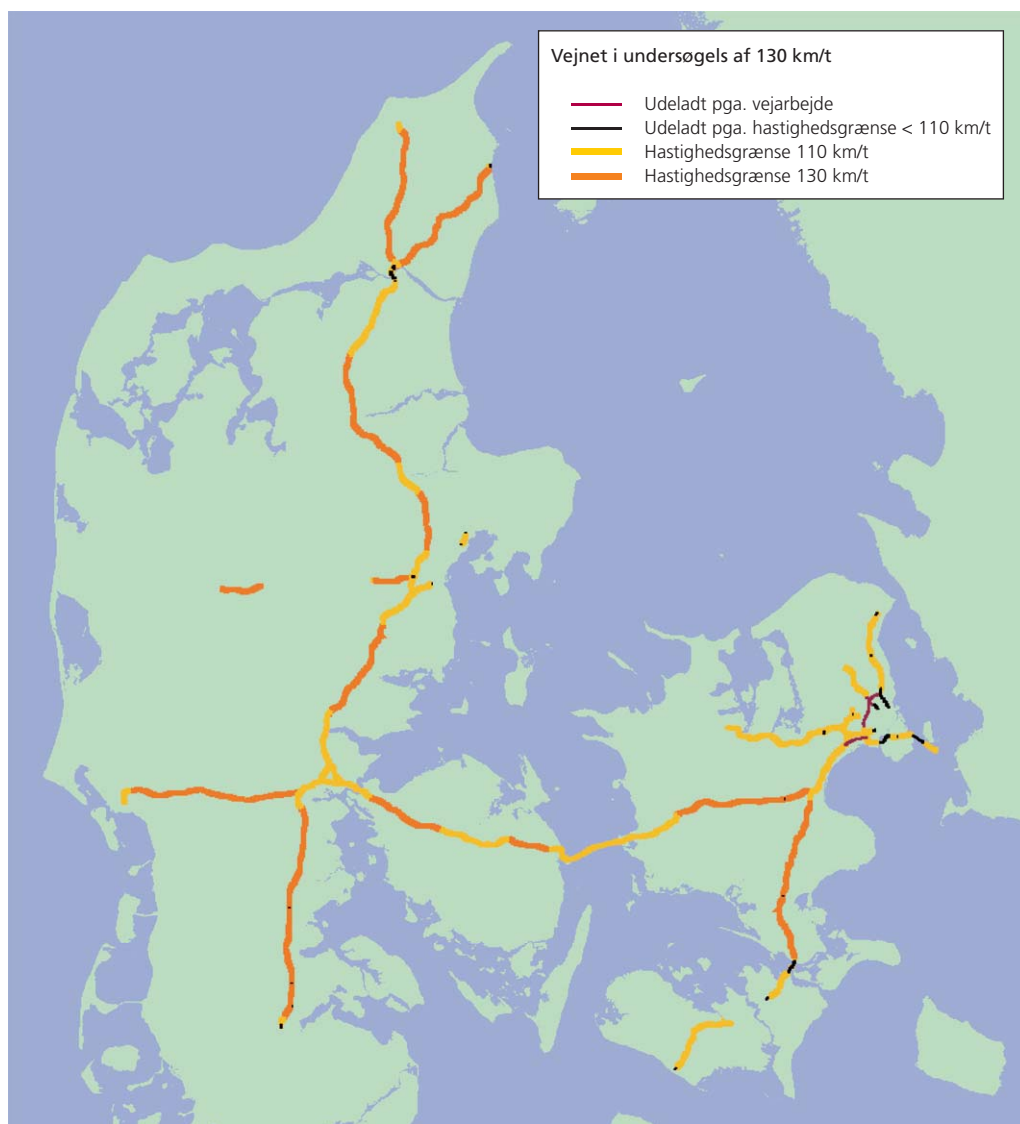 Vejnet i undersøgels af 130 km/t
Udeladt pga. vejarbejde
Udeladt pga. hastighedsgrænse < 110 km/t
Hastighedsgrænse 110 km/t
Hastighedsgrænse 130 km/t